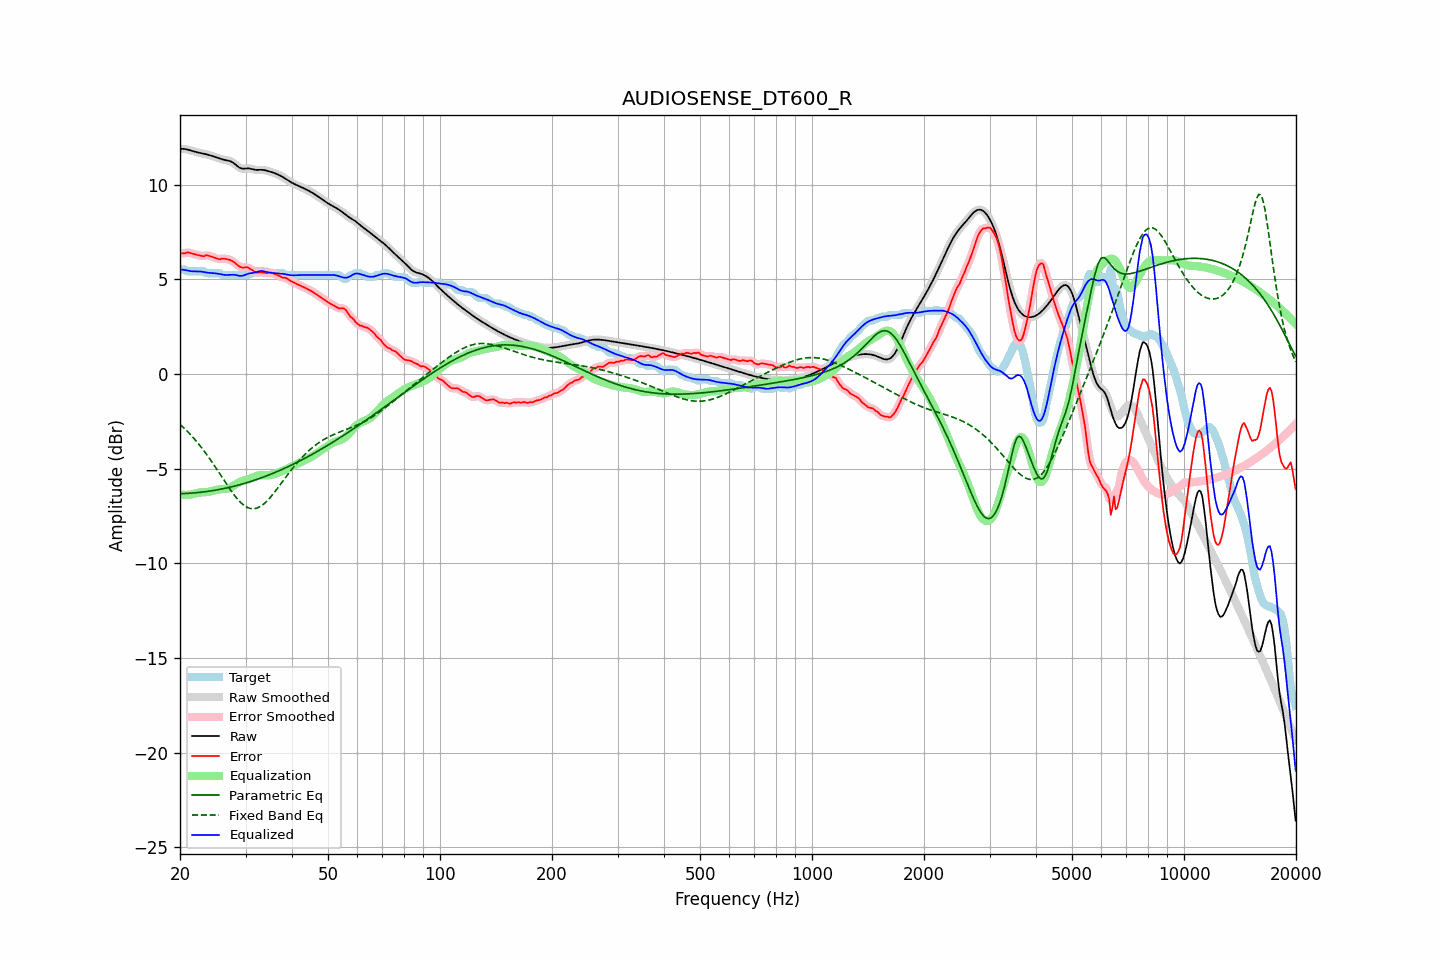 AUDIOSENSE_DT600_R
Amplitude (dBr)
10
5
0
−5
−10
−15
−20
−25
Target
Raw Smoothed
Error Smoothed
Raw
Error
Equalization
Parametric Eq
Fixed Band Eq
Equalized
20 50 100 200 500 1000 2000 5000 10000 20000
Frequency (Hz)